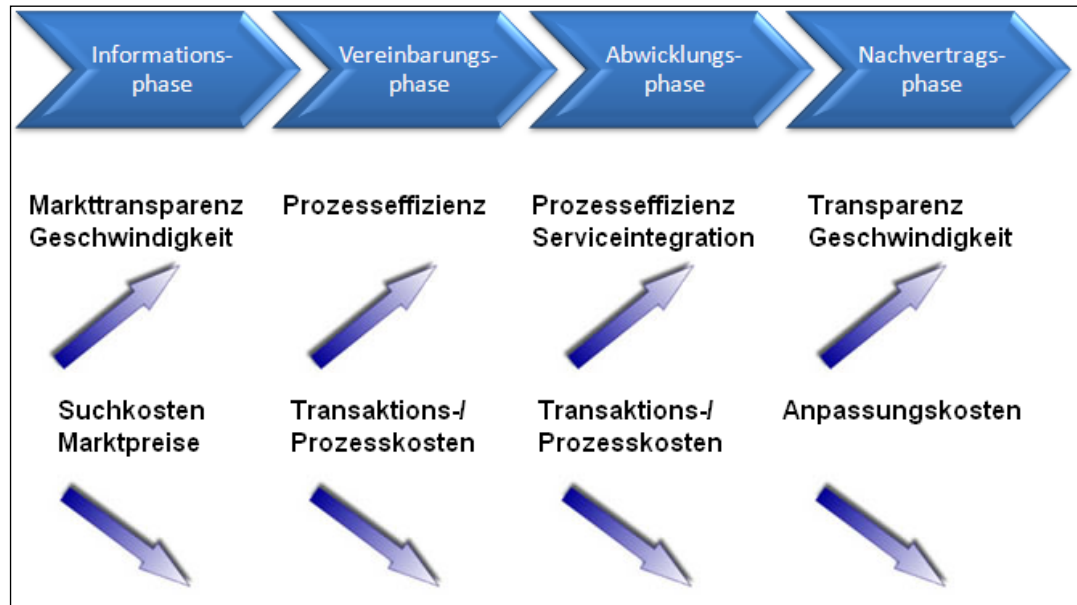 Informations-
phase
Vereinbarungs-
phase
Abwicklungs-
phase
Nachvertrags-
phase
Markttransparenz
Geschwindigkeit
Prozesseffizienz
Prozesseffizienz
Serviceintegration
Transparenz
Geschwindigkeit
Suchkosten
Marktpreise
Transaktions-/
Prozesskosten
Transaktions-/
Prozesskosten
Anpassungskosten